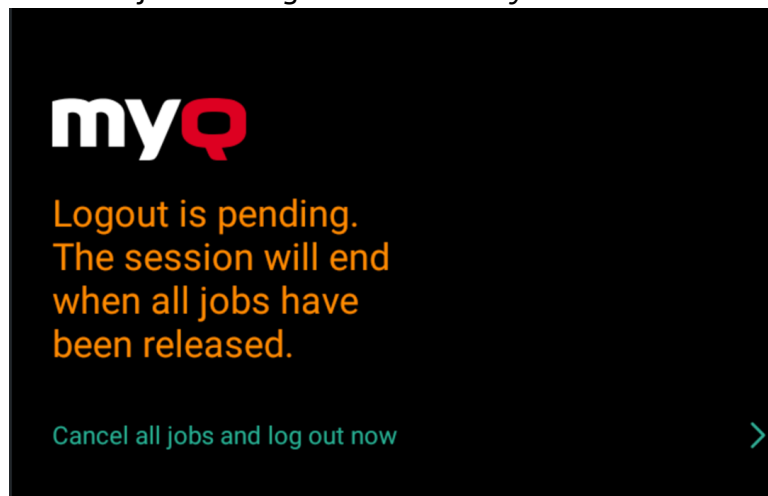 myQ
Logout is pending.
The session will end
when all jobs have
been released.
Cancel all jobs and log out now